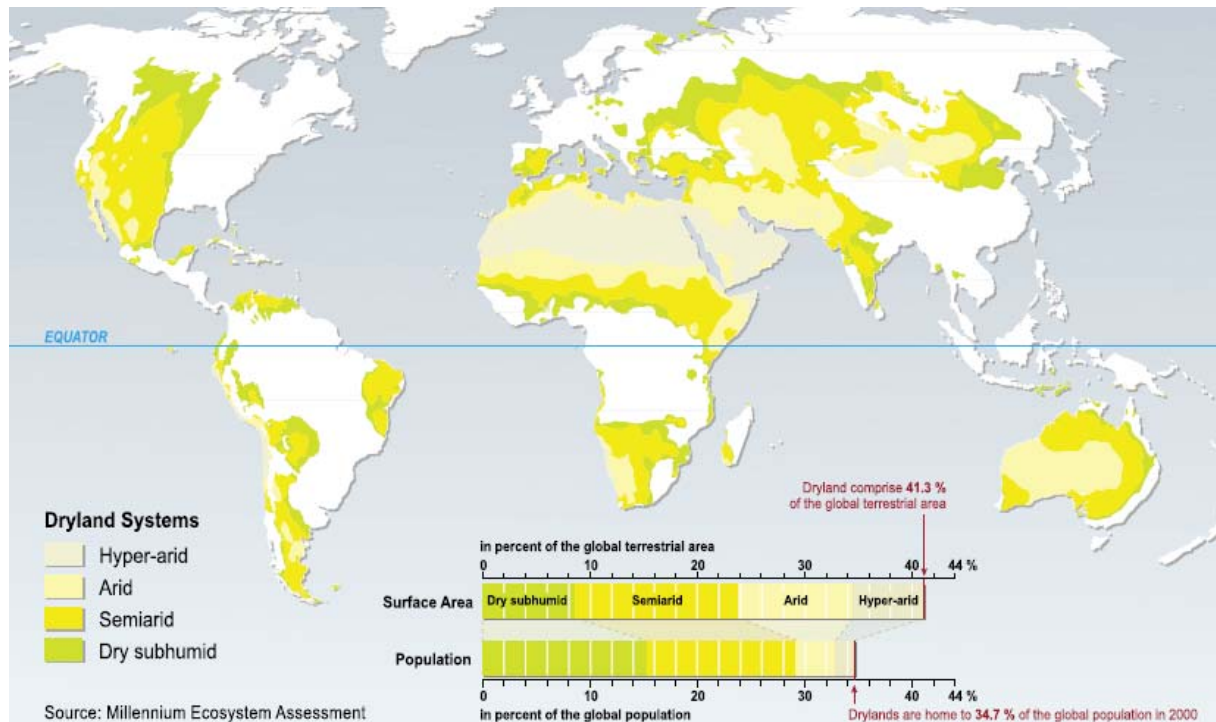 EQUATOR
Dryland Systems
Hyper-arid
Arid
Semiarid
Dry subhumid
Source: Millennium Ecosystem Assessment
Dryland comprise 41.3 %
of the global terrestrial area
in percent of the global terrestrial area
0 10 20 30 40 44 %
Surface Area Dry subhumid Semiarid Arid Hyper-arid
Population
0 10 20 30 40 44 %
in percent of the global population
Drylands are home to 34.7 % of the global population in 2000